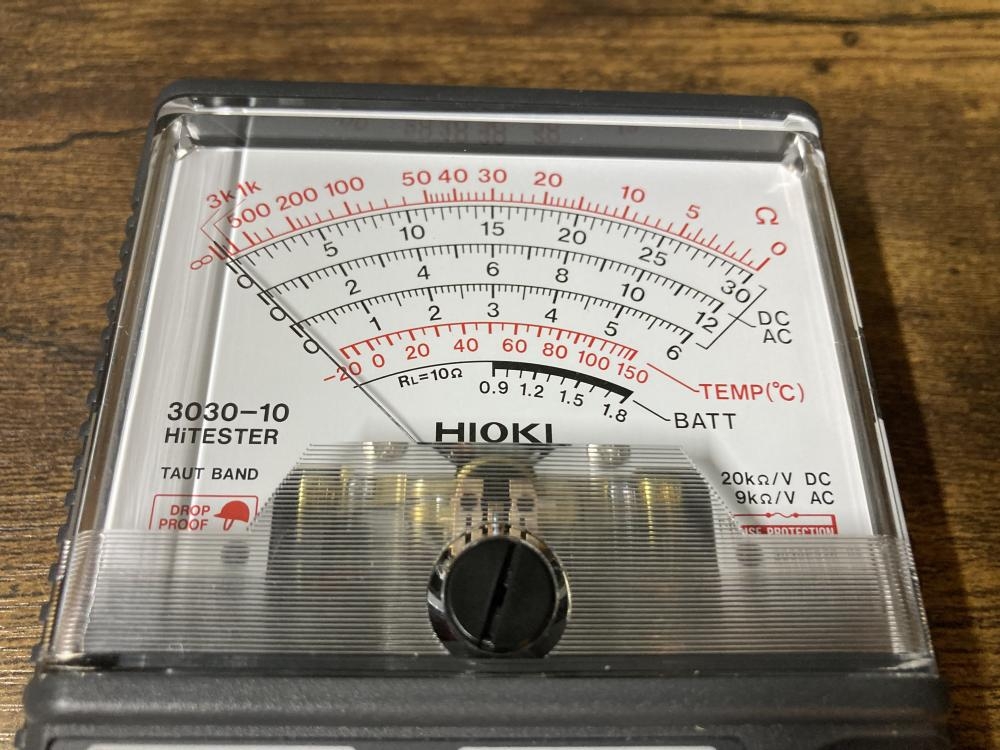 3k 1k
∞ 500 200 100 50 40 30 20 10 5 0 Ω
0 5 10 15 20 25 30
0 2 4 6 8 10 12
DC
AC
0 1 2 3 4 5 6
-20 0 20 40 60 80 100 150 TEMP(℃)
RL=10Ω 0.9 1.2 1.5 1.8 BATT
3030-10
HiTESTER
HIOKI
TAUT BAND
20kΩ/V DC
9kΩ/V AC
DROP
PROOF
PROTECTION